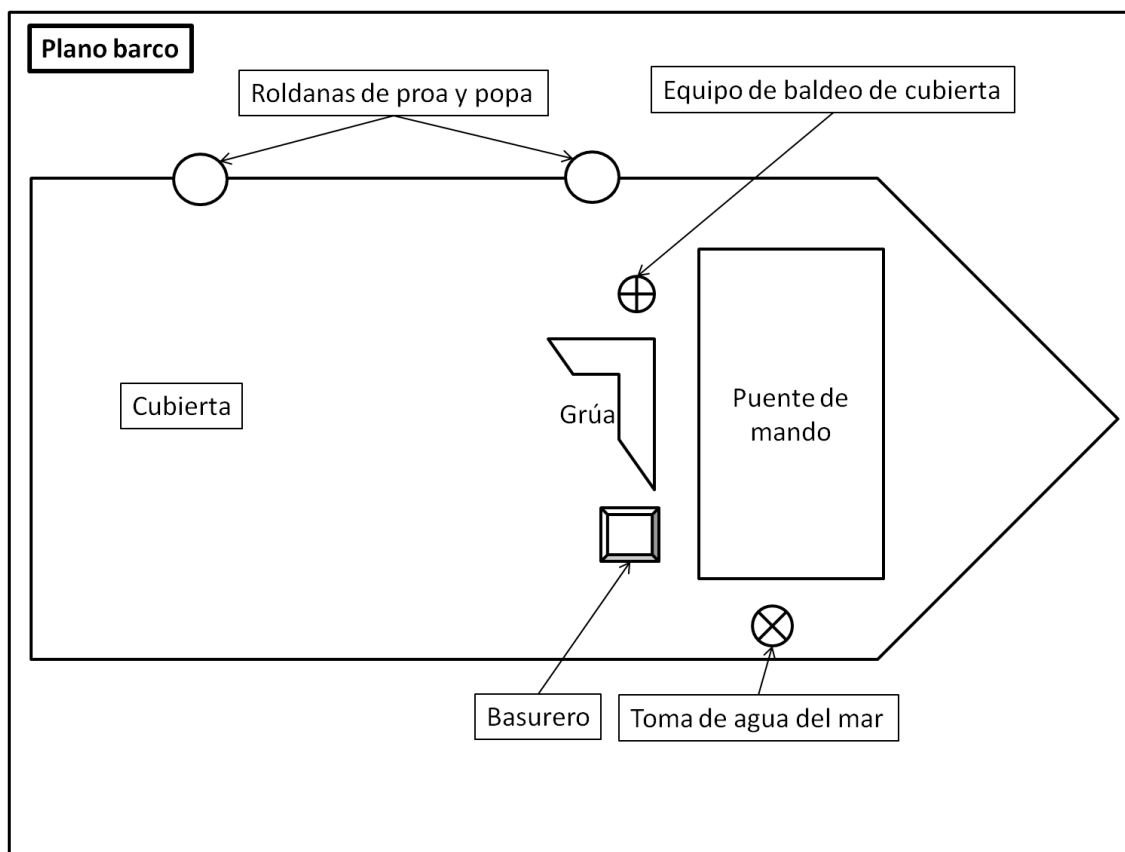 Plano barco
Roldanas de proa y popa
Equipo de baldeo de cubierta
Cubierta
Grúa
Puente de
mando
Basurero
Toma de agua del mar